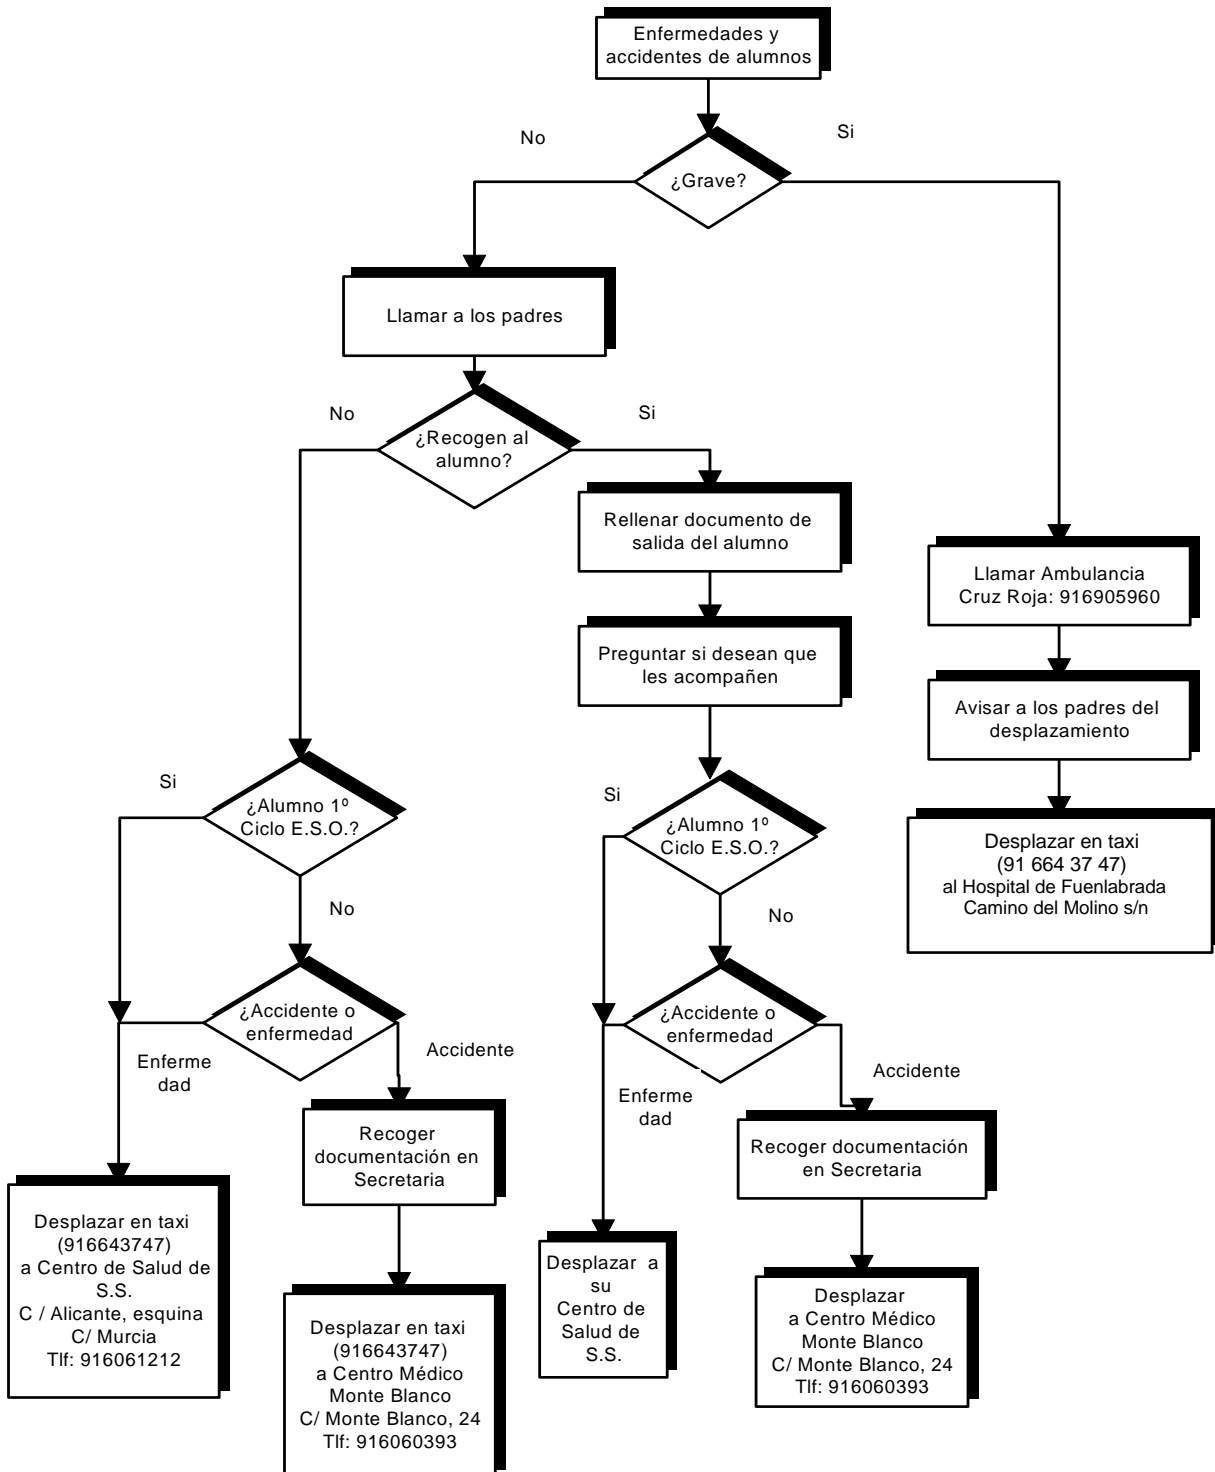 Enfermedades y
accidentes de alumnos
No
Si
¿Grave?
Llamar a los padres
No
Si
¿Recogen al
alumno?
Rellenar documento de
salida del alumno
Llamar Ambulancia
Cruz Roja: 916905960
Preguntar si desean que
les acompañen
Avisar a los padres del
desplazamiento
Si
¿Alumno 1º
Ciclo E.S.O.?
Si
¿Alumno 1º
Ciclo E.S.O.?
Desplazar en taxi
(91 664 37 47)
al Hospital de Fuenlabrada
Camino del Molino s/n
No
No
¿Accidente o
enfermedad
¿Accidente o
enfermedad
Enferme
dad
Accidente
Enferme
dad
Accidente
Recoger
documentación en
Secretaria
Recoger documentación
en Secretaria
Desplazar en taxi
(916643747)
a Centro de Salud de
S.S.
C / Alicante, esquina
C/ Murcia
Tlf: 916061212
Desplazar en taxi
(916643747)
a Centro Médico
Monte Blanco
C/ Monte Blanco, 24
Tlf: 916060393
Desplazar a
su
Centro de
Salud de
S.S.
Desplazar
a Centro Médico
Monte Blanco
C/ Monte Blanco, 24
Tlf: 916060393